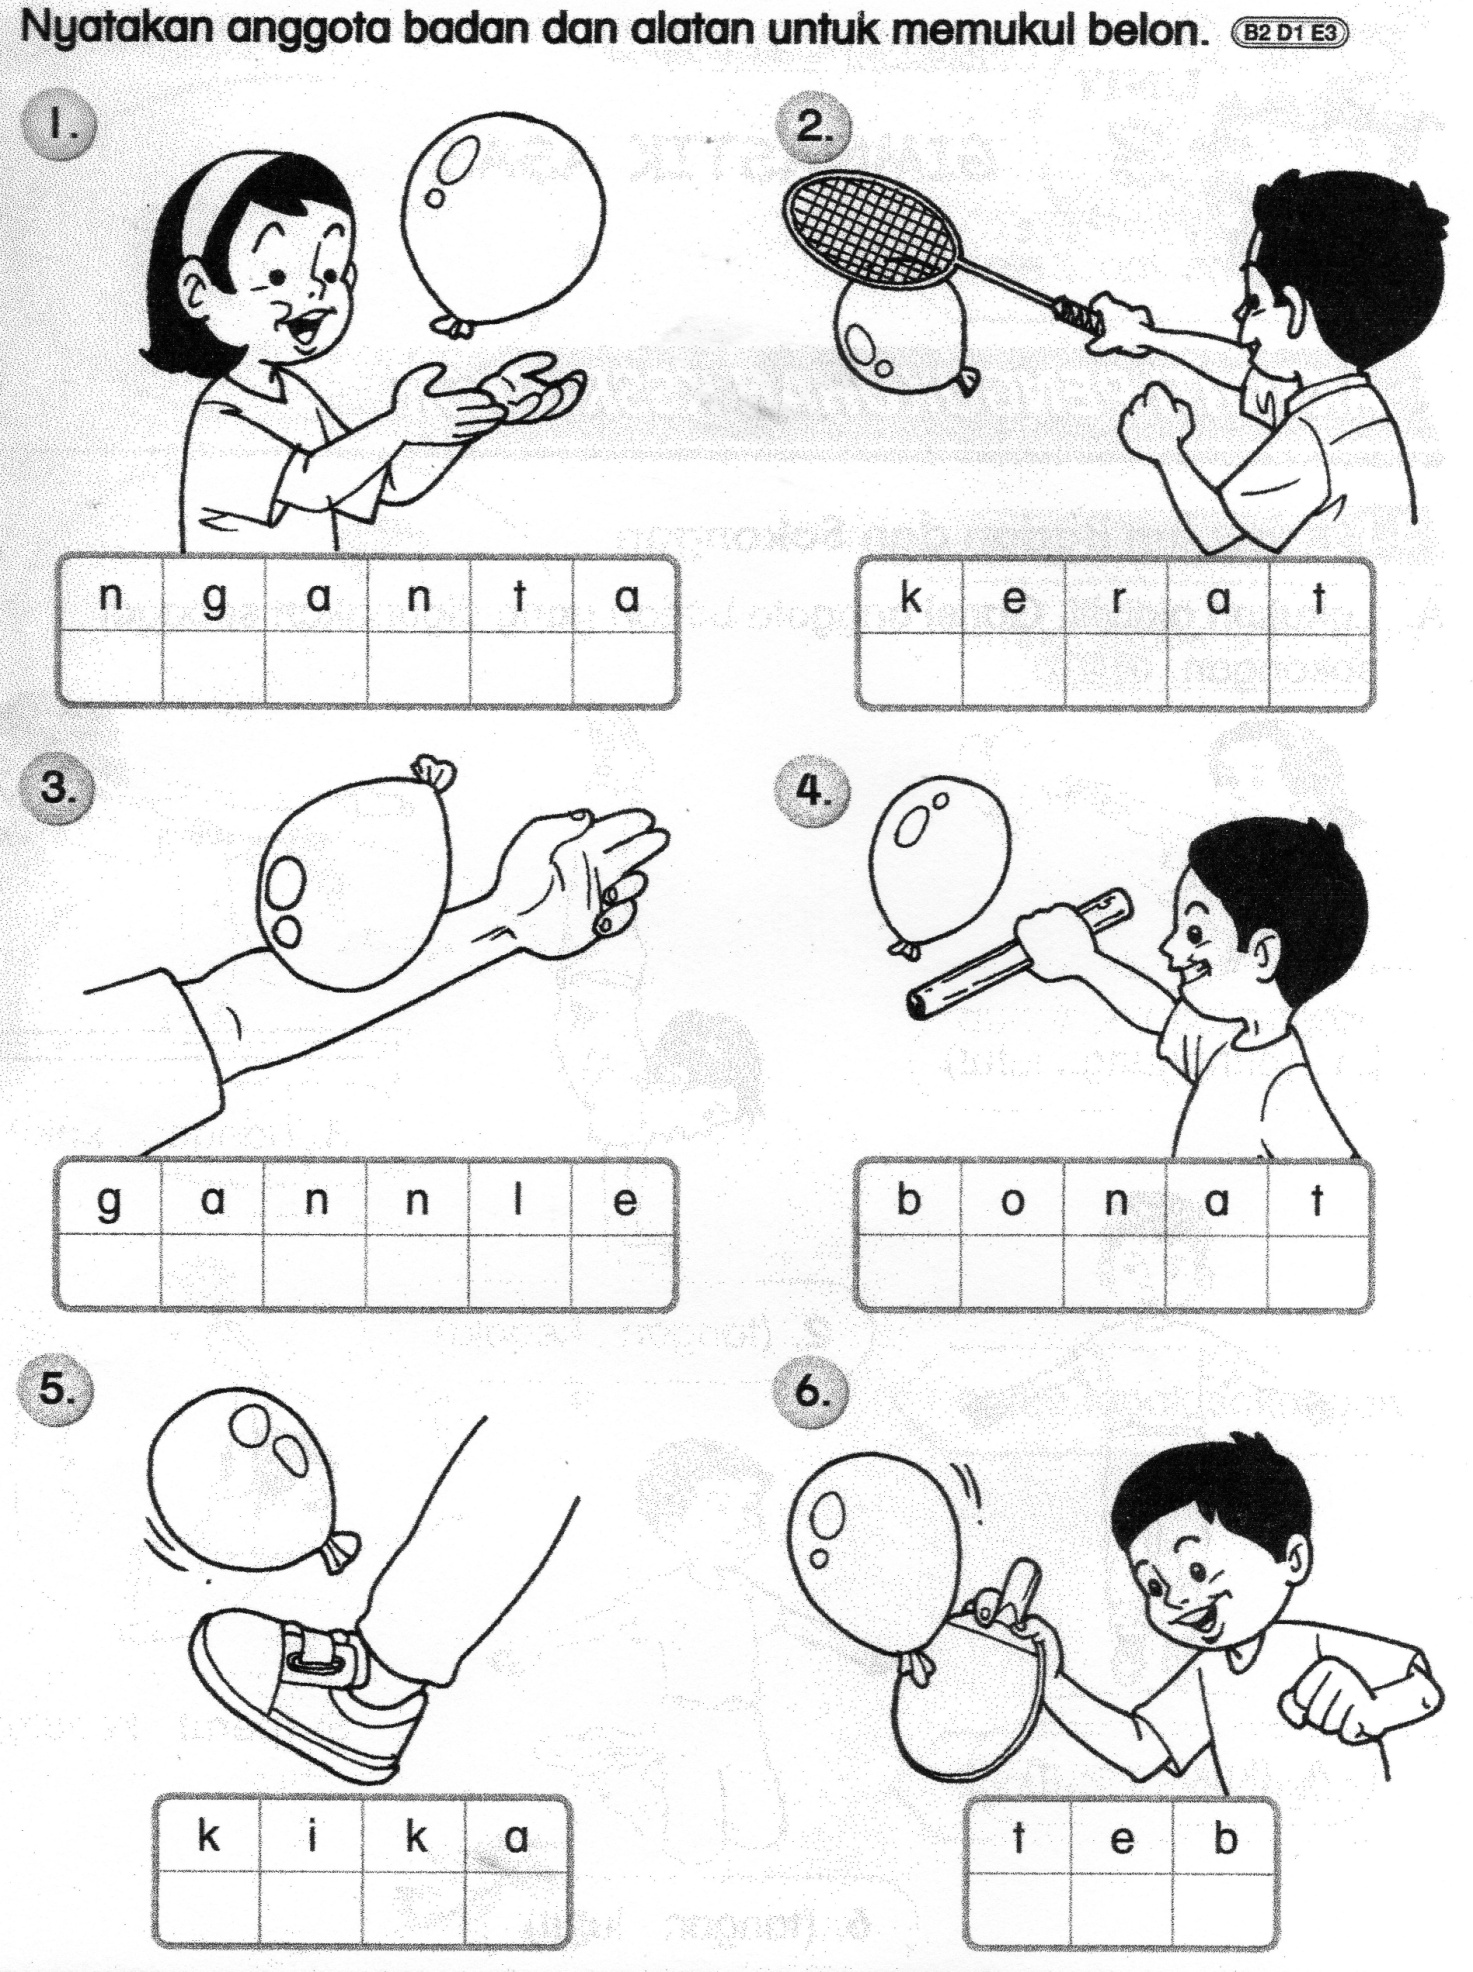 Nyatakan anggota badan dan alatan untuk memukul belon. B2 D1 E3
1.
n g a n t a
2.
k e r a t
3.
g a n n l e
4.
b o n a t
5.
k i k a
6.
t e b